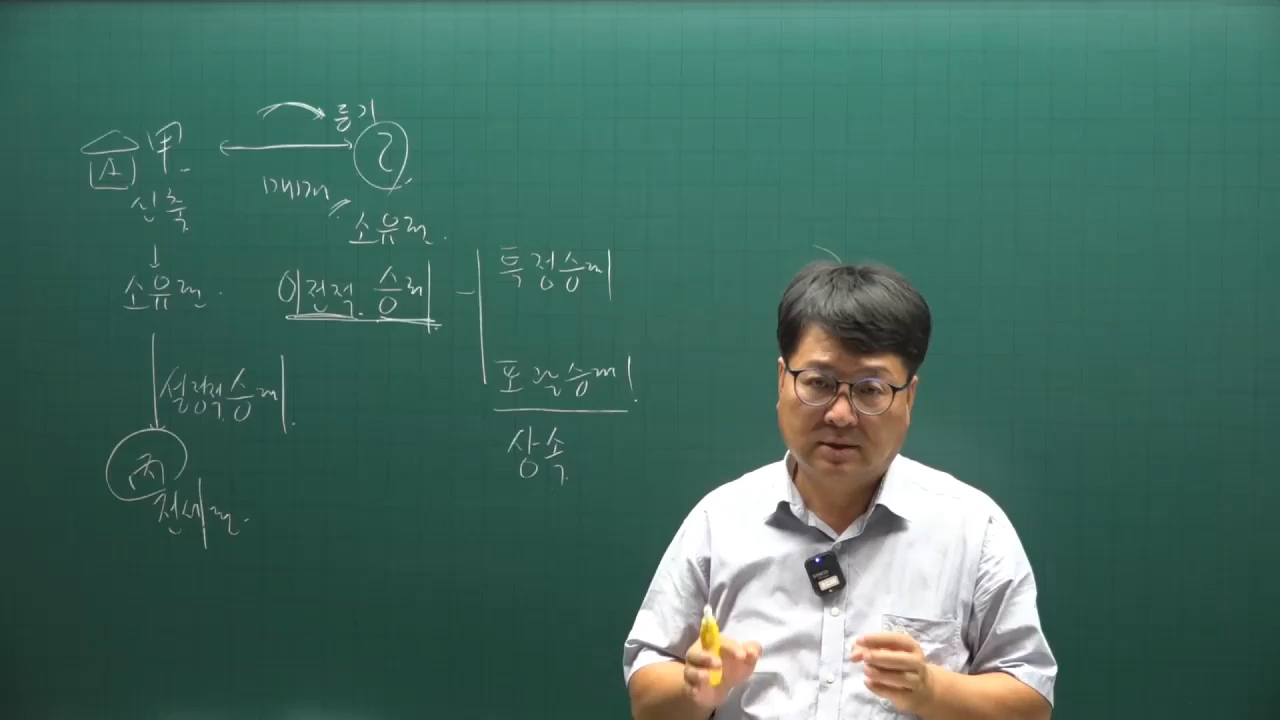 등기
A 甲 乙
매매
신축
소유권.
소유권.
이전적 승계
특정승계
포괄승계!
상속.
설정적승계
丙
전세권.